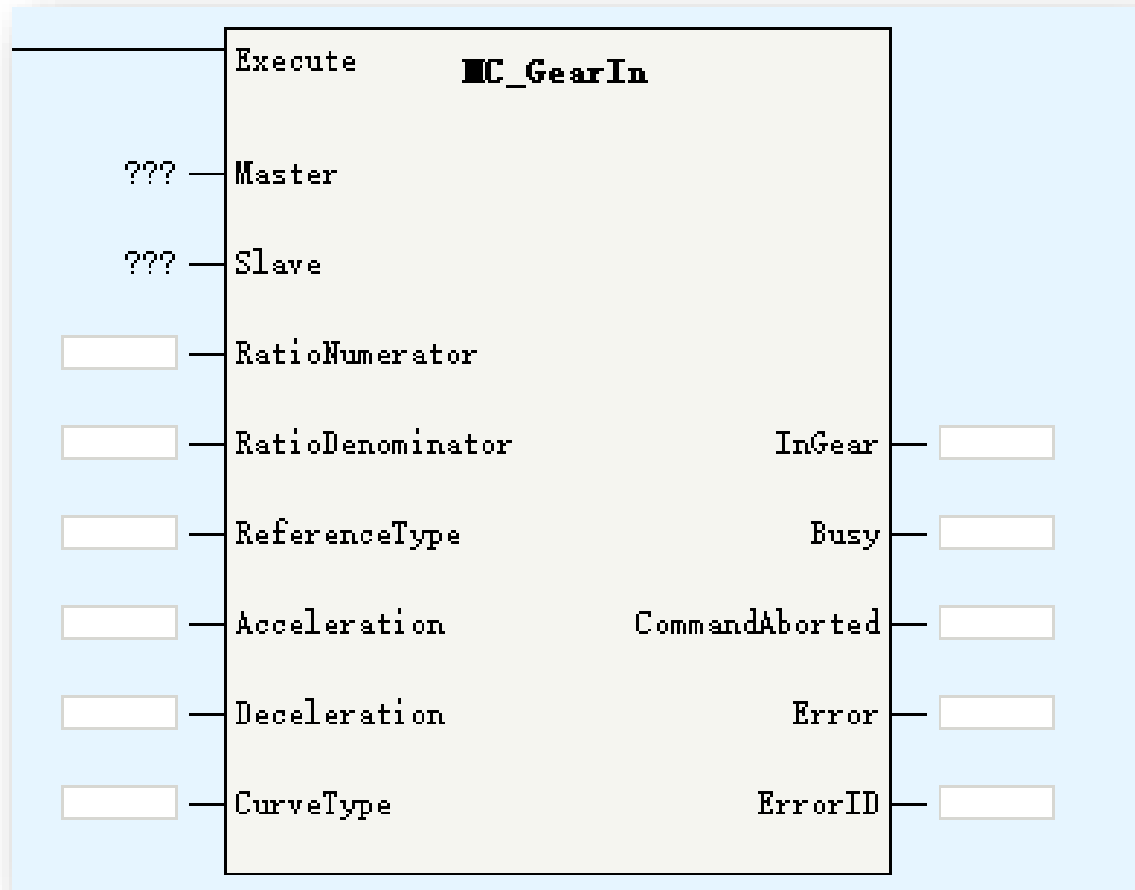 Execute
MC_GearIn
??? Master
??? Slave
RatioNumerator
RatioDenominator InGear
ReferenceType Busy
Acceleration CommandAborted
Deceleration Error
CurveType ErrorID